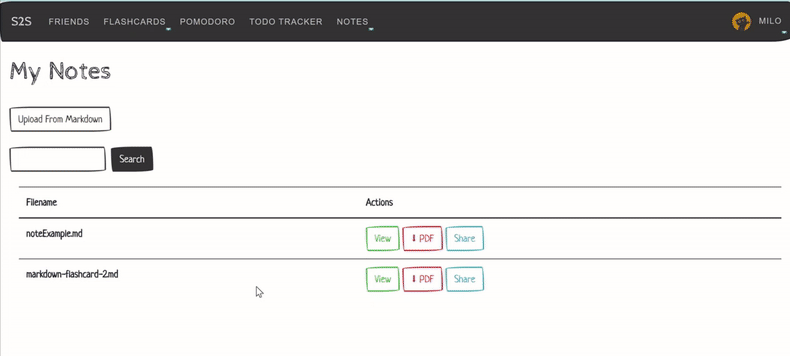 S2S FRIENDS FLASHCARDS POMODORO TODO TRACKER NOTES MILO
My Notes
Upload From Markdown
Search
Filename Actions
noteExample.md View ⬇ PDF Share
markdown-flashcard-2.md View ⬇ PDF Share